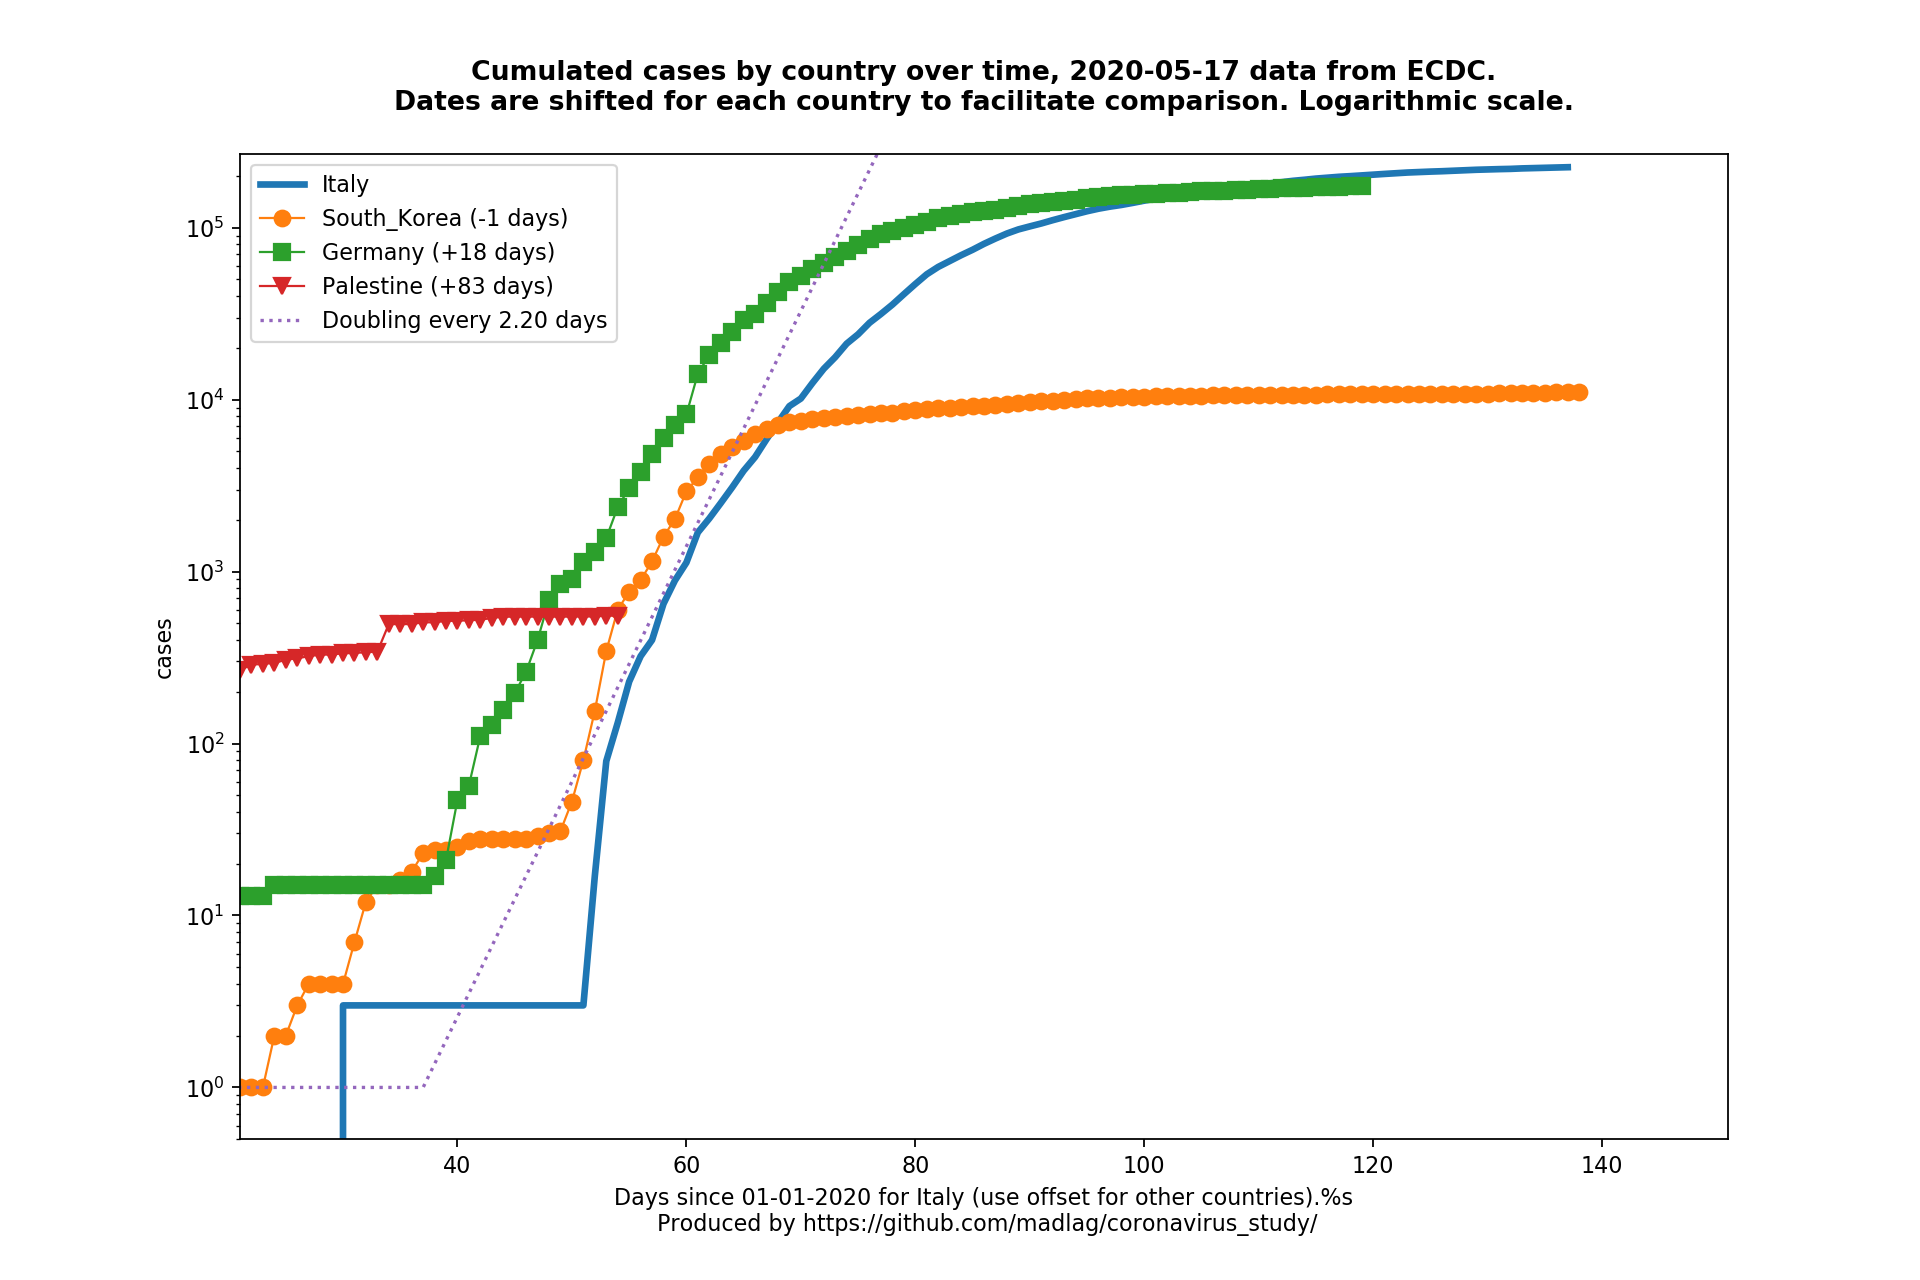 Cumulated cases by country over time, 2020-05-17 data from ECDC.
Dates are shifted for each country to facilitate comparison. Logarithmic scale.
Italy
South_Korea (-1 days)
Germany (+18 days)
Palestine (+83 days)
Doubling every 2.20 days
10^5
10^4
10^3
10^2
10^1
10^0
cases
40 60 80 100 120 140
Days since 01-01-2020 for Italy (use offset for other countries).%s
Produced by https://github.com/madlag/coronavirus_study/